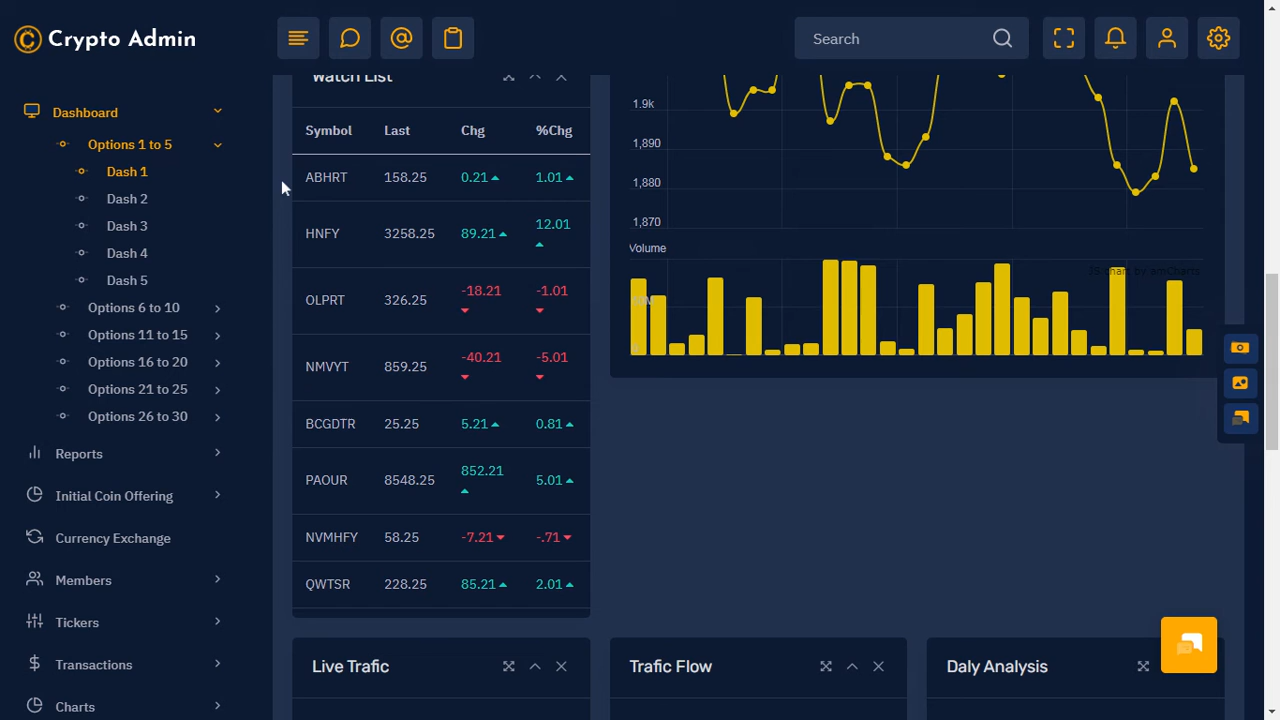 Crypto Admin
Search
Dashboard
Options 1 to 5
Dash 1
Dash 2
Dash 3
Dash 4
Dash 5
Options 6 to 10
Options 11 to 15
Options 16 to 20
Options 21 to 25
Options 26 to 30
Reports
Initial Coin Offering
Currency Exchange
Members
Tickers
Transactions
Charts
Watch List
Symbol Last Chg %Chg
ABHRT 158.25 0.21 1.01
HNFY 3258.25 89.21 12.01
OLPRT 326.25 -18.21 -1.01
NMVYT 859.25 -40.21 -5.01
BCGDTR 25.25 5.21 0.81
PAOUR 8548.25 852.21 5.01
NVMHFY 58.25 -7.21 -.71
QWTSR 228.25 85.21 2.01
1.9k
1,890
1,880
1,870
Volume
JS chart by amCharts
Live Trafic
Trafic Flow
Daly Analysis